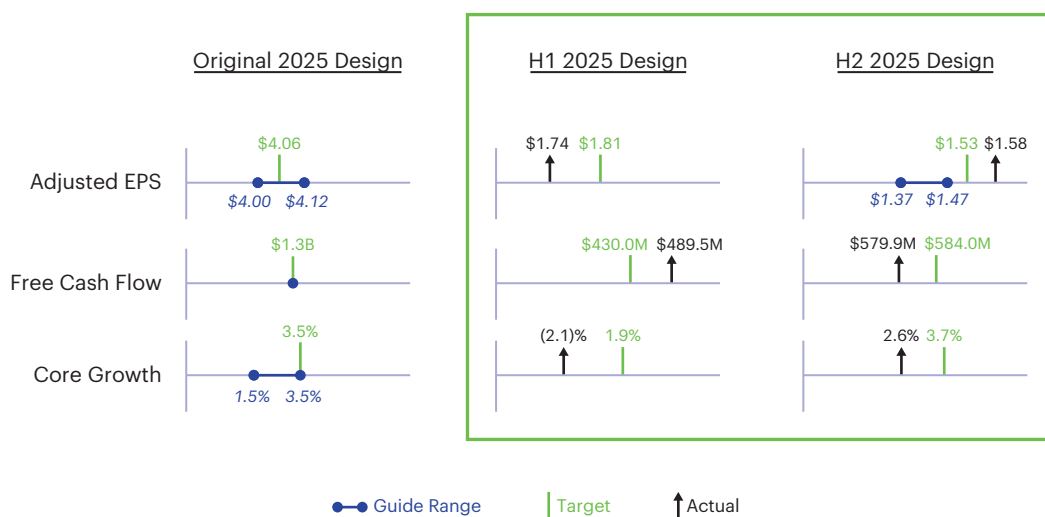 Original 2025 Design
H1 2025 Design
H2 2025 Design
Adjusted EPS
$4.06
$4.00 $4.12
$1.74 $1.81
$1.53 $1.58
$1.37 $1.47
Free Cash Flow
$1.3B
$430.0M $489.5M
$579.9M $584.0M
Core Growth
3.5%
1.5% 3.5%
(2.1)% 1.9%
2.6% 3.7%
Guide Range
Target
Actual